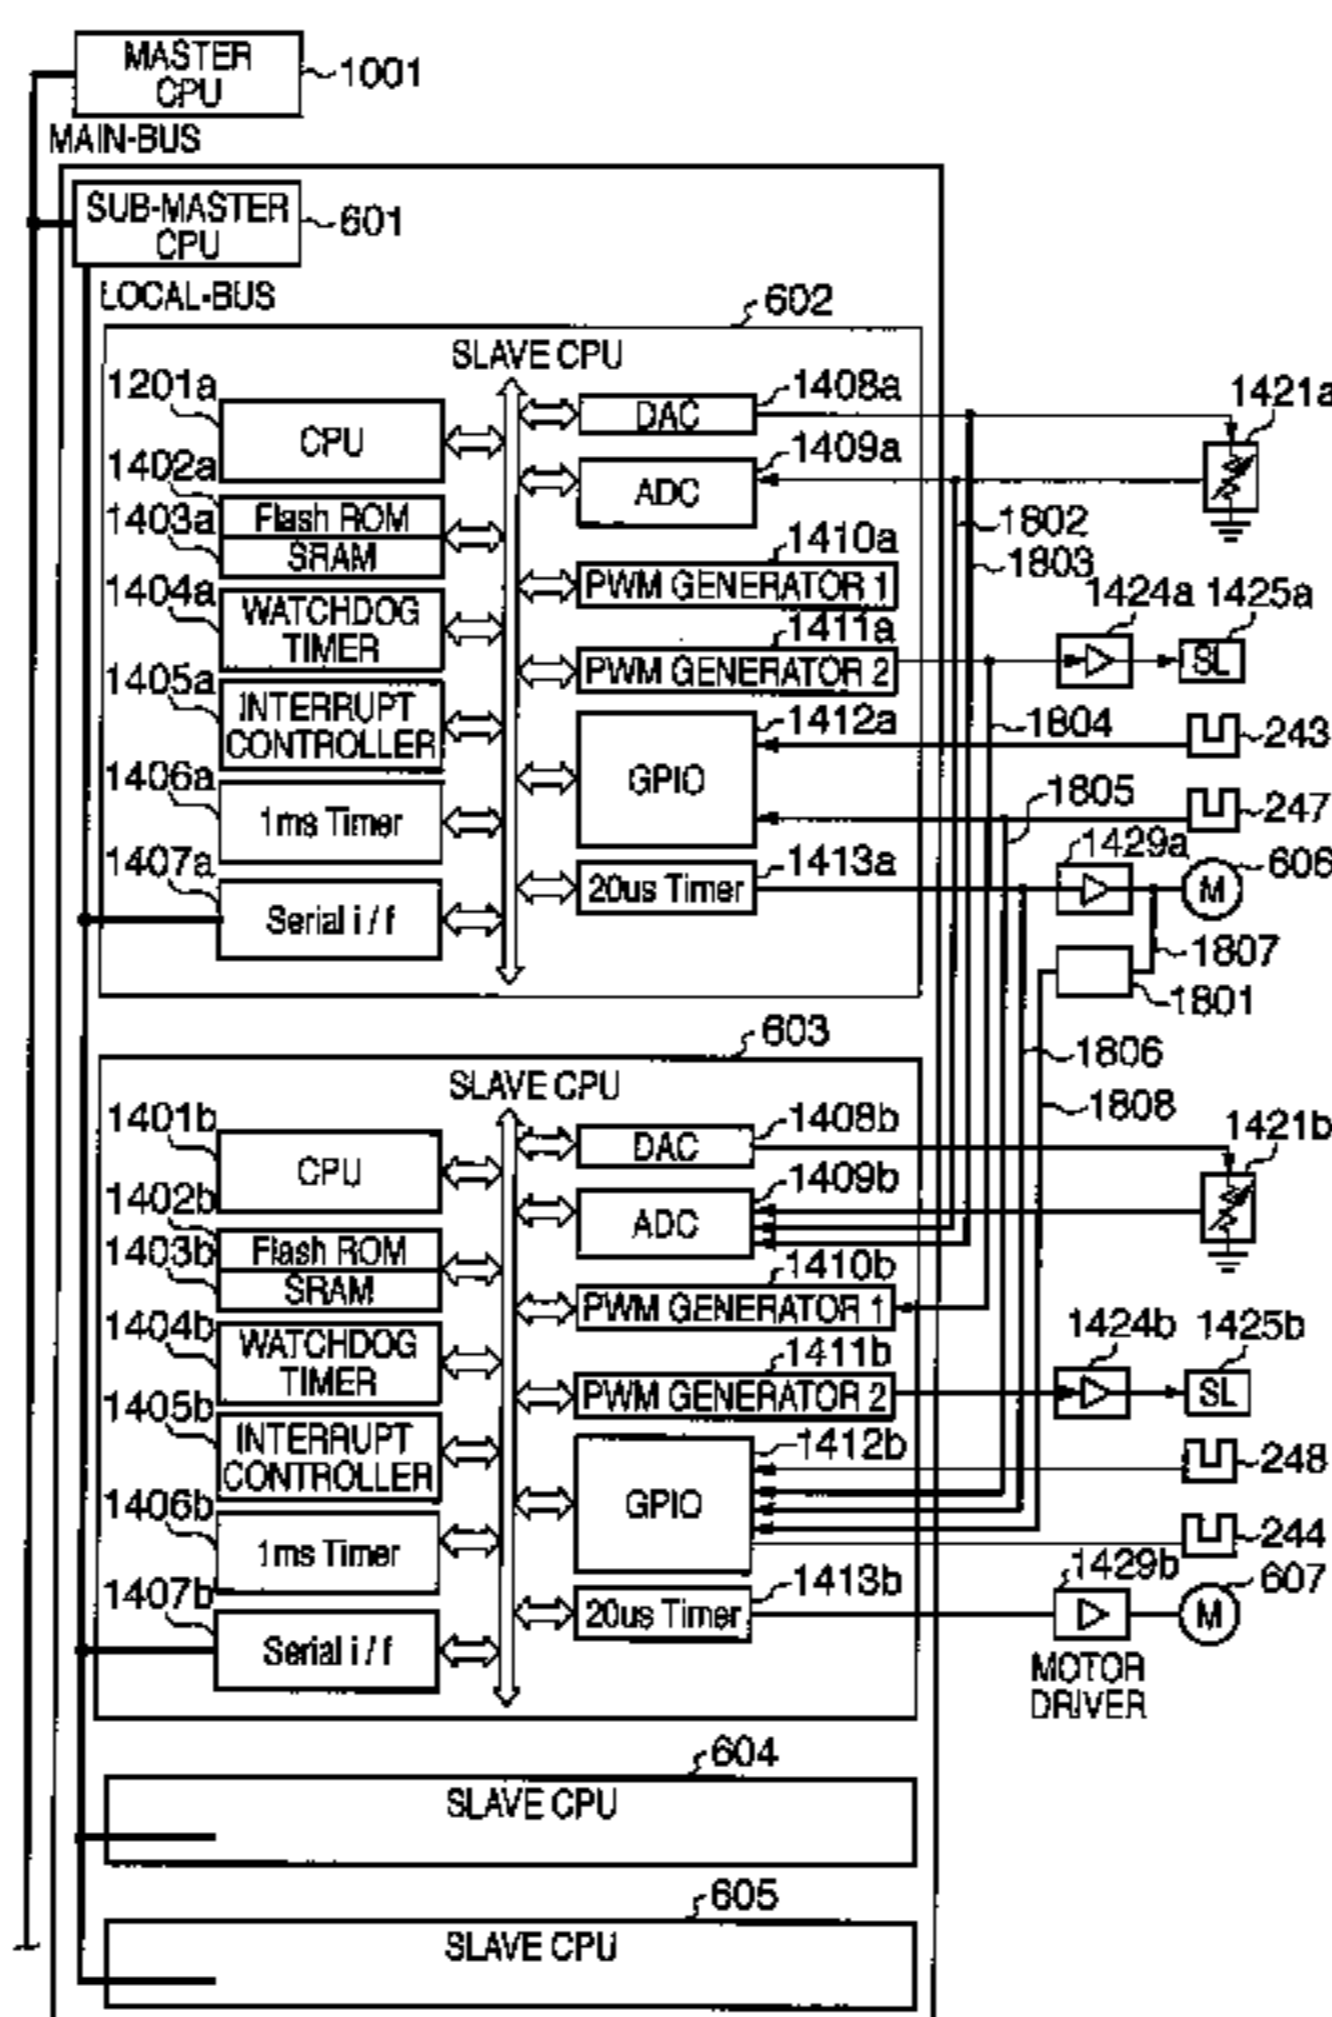 MASTER
CPU
1001
MAIN-BUS
SUB-MASTER
CPU
601
LOCAL-BUS
602
SLAVE CPU
1201a
CPU
1402a
Flash ROM
1403a
SRAM
1404a
WATCHDOG
TIMER
1405a
INTERRUPT
CONTROLLER
1406a
1ms Timer
1407a
Serial i / f
1408a
DAC
1409a
ADC
1410a
PWM GENERATOR 1
1411a
PWM GENERATOR 2
1412a
GPIO
1413a
20us Timer
1421a
1802
1803
1424a
1425a
SL
1804
243
1805
247
1429a
606
M
1807
1801
1806
1808
603
SLAVE CPU
1401b
CPU
1402b
Flash ROM
1403b
SRAM
1404b
WATCHDOG
TIMER
1405b
INTERRUPT
CONTROLLER
1406b
1ms Timer
1407b
Serial i / f
1408b
DAC
1409b
ADC
1410b
PWM GENERATOR 1
1411b
PWM GENERATOR 2
1412b
GPIO
1413b
20us Timer
1421b
1424b
1425b
SL
248
244
1429b
607
M
MOTOR
DRIVER
604
SLAVE CPU
605
SLAVE CPU